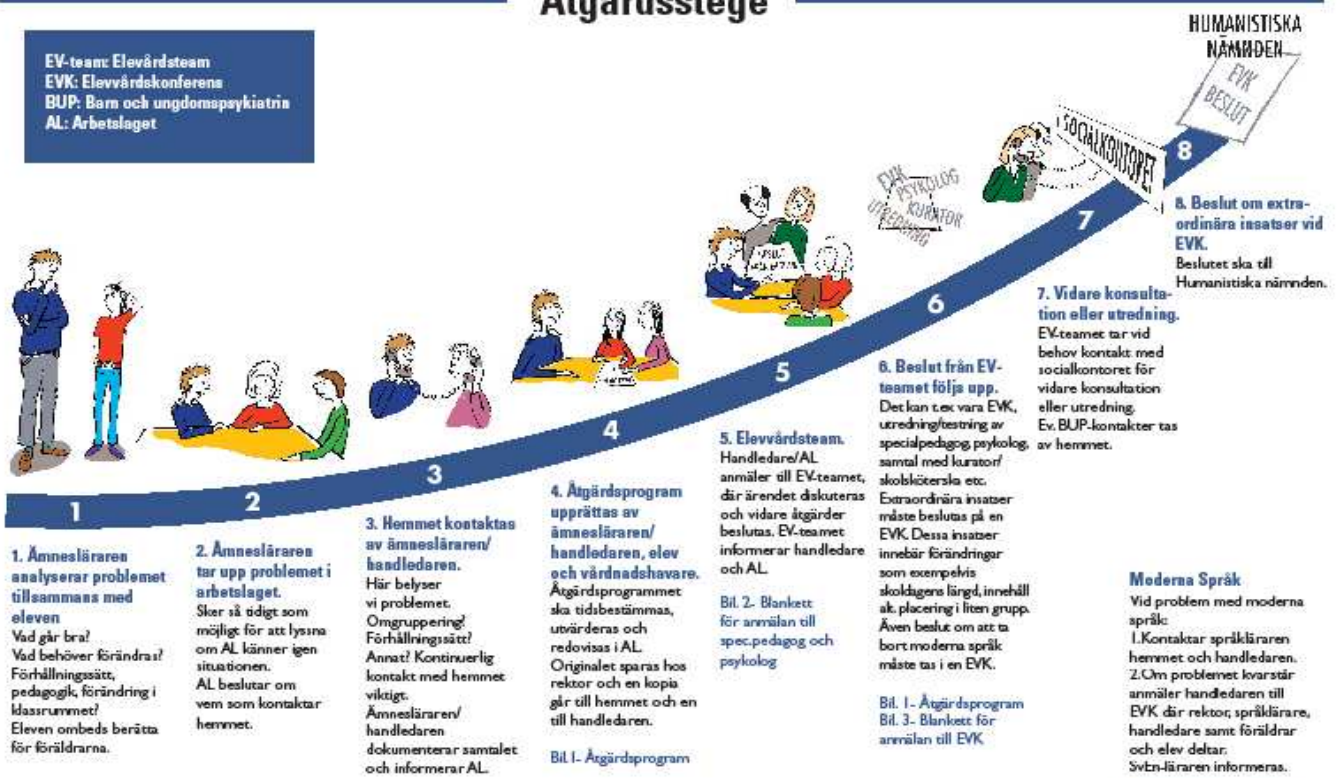 Åtgärdsstege
EV-team: Elevårdsteam
EVK: Elevvårdskonferens
BUP: Barn och ungdomspsykiatrin
AL: Arbetslaget
HUMANISTISKA
NÄMNDEN
EVK
BESLUT
SOCIALKONTORET
EVK
PSYKOLOG
KURATOR
UTREDNING
1
2
3
4
5
6
7
8
1. Ämnesläraren
analyserar problemet
tillsammans med
eleven
Vad går bra?
Vad behöver förändras?
Förhållningssätt,
pedagogik, förändring i
klassrummet?
Eleven ombeds berätta
för föräldrarna.
2. Ämnesläraren
tar upp problemet i
arbetslaget.
Sker så tidigt som
möjligt för att lyssna
om AL känner igen
situationen.
AL beslutar om
vem som kontaktar
hemmet.
3. Hemmet kontaktas
av ämnesläraren/
handledaren.
Här belyser
vi problemet.
Omgruppering?
Förhållningssätt?
Annat? Kontinuerlig
kontakt med hemmet
viktigt.
Ämnesläraren/
handledaren
dokumenterar samtalet
och informerar AL.
4. Åtgärdsprogram
upprättas av
ämnesläraren/
handledaren, elev
och vårdnadshavare.
Åtgärdsprogrammet
ska tidsbestämmas,
utvärderas och
redovisas i AL.
Originalet sparas hos
rektor och en kopia
går till hemmet och en
till handledaren.
Bil.1- Åtgärdsprogram
5. Elevvårdsteam.
Handledare/AL
anmäler till EV-teamet,
där ärendet diskuteras
och vidare åtgärder
beslutas. EV-teamet
informerar handledare
och AL.
Bil. 2- Blankett
för anmälan till
spec.pedagog och
psykolog
6. Beslut från EV-
teamet följs upp.
Det kan t.ex vara EVK,
utredning/testning av
specialpedagog, psykolog,
samtal med kurator/
skolsköterska etc.
Extraordinära insatser
måste beslutas på en
EVK. Dessa insatser
innebär förändringar
som exempelvis
skoldagens längd, innehåll
alt. placering i liten grupp.
Även beslut om att ta
bort moderna språk
måste tas i en EVK.
Bil. 1- Åtgärdsprogram
Bil. 3- Blankett för
anmälan till EVK
7. Vidare konsulta-
tion eller utredning.
EV-teamet tar vid
behov kontakt med
socialkontoret för
vidare konsultation
eller utredning.
Ev. BUP-kontakter tas
av hemmet.
8. Beslut om extra-
ordinära insatser vid
EVK.
Beslutet ska till
Humanistiska nämnden.
Moderna Språk
Vid problem med moderna
språk:
1.Kontaktar språkläraren
hemmet och handledaren.
2.Om problemet kvarstår
anmäler handledaren till
EVK där rektor, språklärare,
handledare samt föräldrar
och elev deltar.
SvEn-läraren informeras.